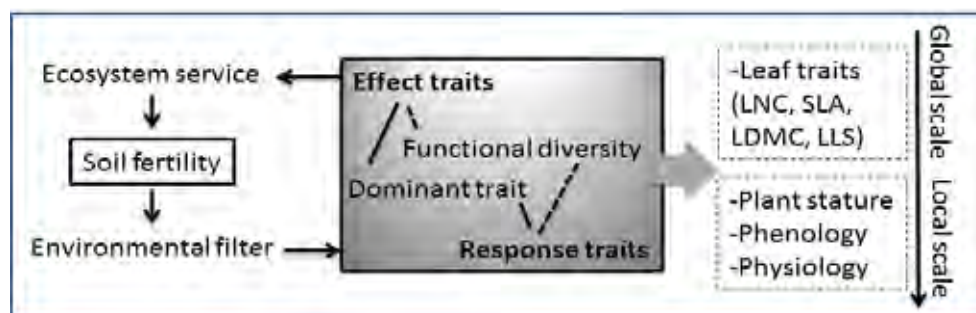 Ecosystem service
Soil fertility
Environmental filter
Effect traits
Functional diversity
Dominant trait
Response traits
-Leaf traits
(LNC, SLA,
LDMC, LLS)
-Plant stature
-Phenology
-Physiology
Global scale
Local scale